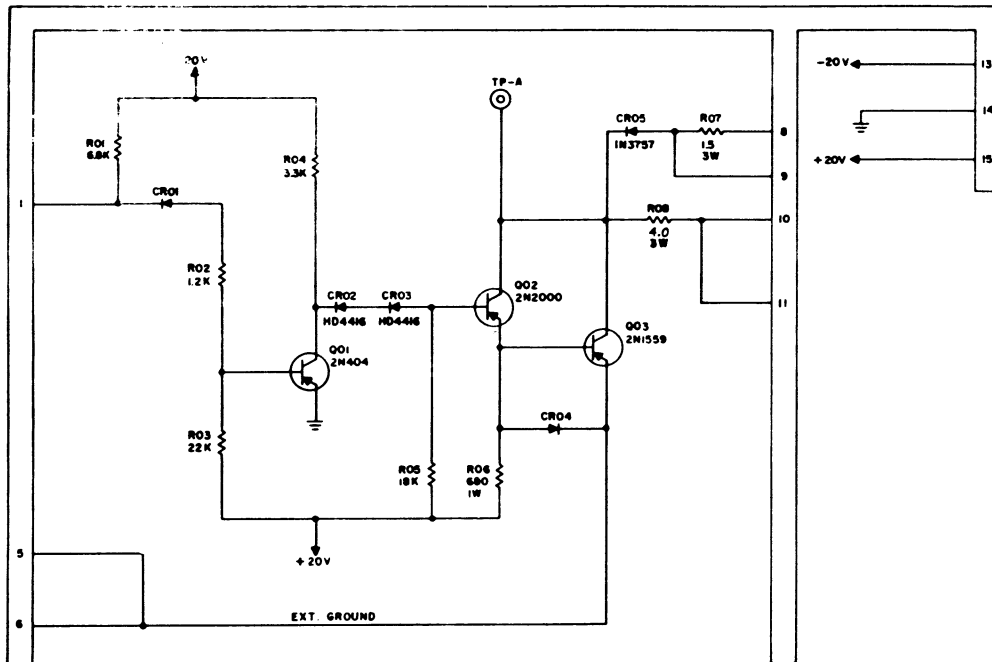 20V
TP-A
-20V
13
CR05
1N3757
R07
1.5
3W
8
14
R01
6.8K
R04
3.3K
+20V
15
9
CR01
1
R08
4.0
3W
10
R02
1.2K
Q02
2N2000
CR02
HD4416
CR03
HD4416
11
Q03
2N1559
Q01
2N404
CR04
R03
22K
R05
18K
R06
680
1W
5
+20V
EXT. GROUND
6